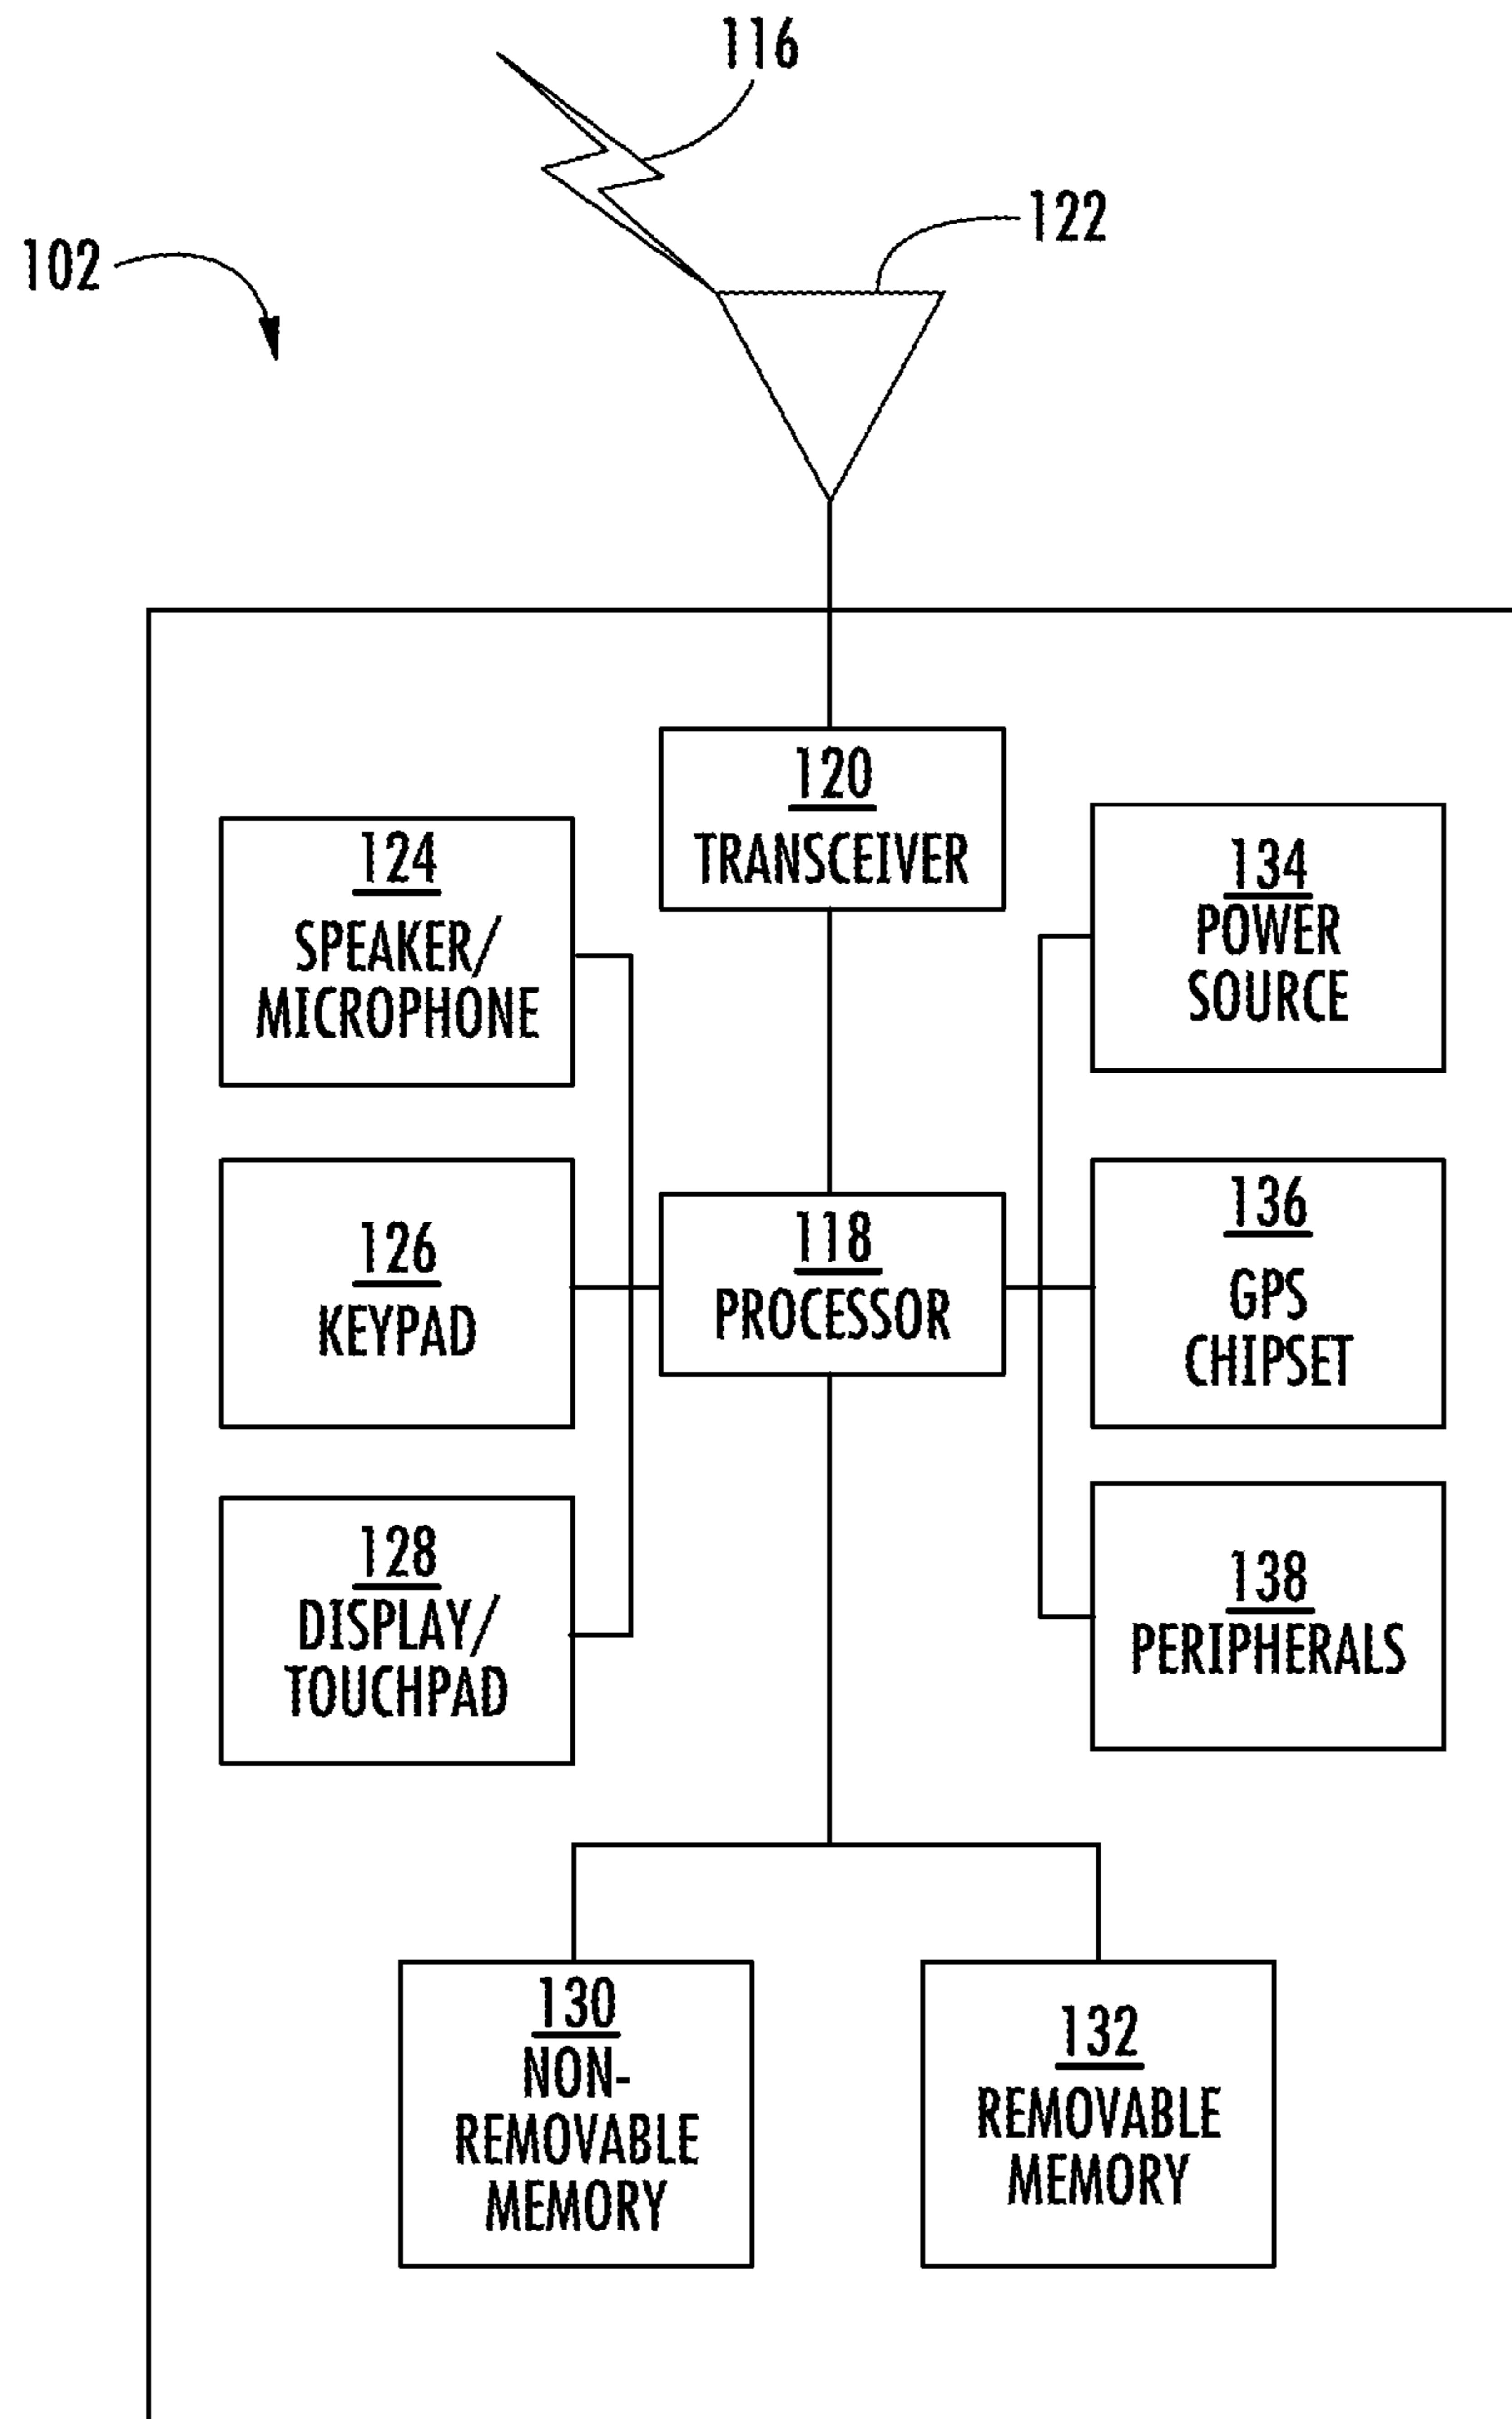 116
122
102
120
TRANSCEIVER
124
SPEAKER/
MICROPHONE
134
POWER
SOURCE
126
KEYPAD
118
PROCESSOR
136
GPS
CHIPSET
128
DISPLAY/
TOUCHPAD
138
PERIPHERALS
130
NON-
REMOVABLE
MEMORY
132
REMOVABLE
MEMORY